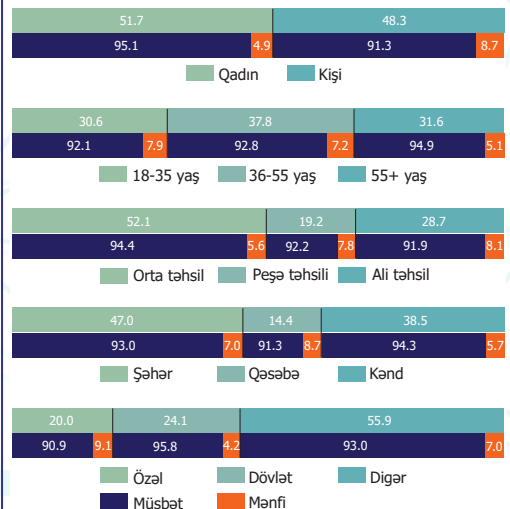 51.7 48.3
95.1 4.9 91.3 8.7
Qadın Kişi
30.6 37.8 31.6
92.1 7.9 92.8 7.2 94.9 5.1
18-35 yaş 36-55 yaş 55+ yaş
52.1 19.2 28.7
94.4 5.6 92.2 7.8 91.9 8.1
Orta təhsil Peşə təhsili Ali təhsil
47.0 14.4 38.5
93.0 7.0 91.3 8.7 94.3 5.7
Şəhər Qəsəbə Kənd
20.0 24.1 55.9
90.9 9.1 95.8 4.2 93.0 7.0
Özəl Dövlət Digər
Müsbət Mənfi